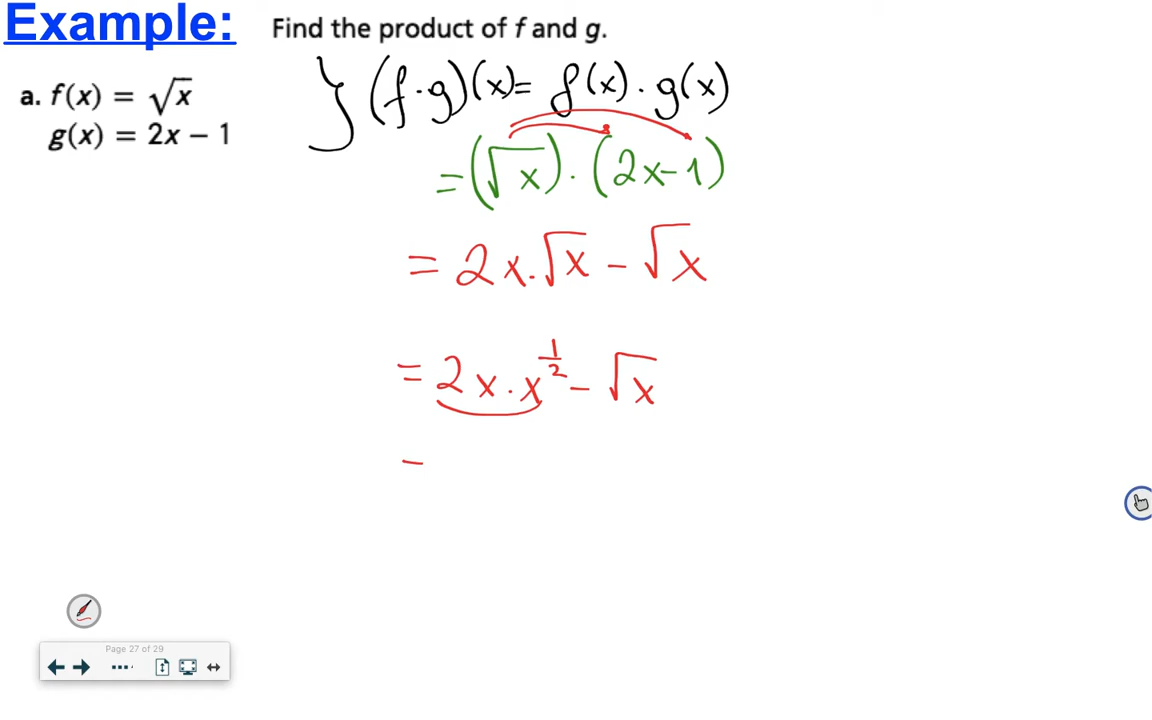 Example: Find the product of f and g.
a. f(x) = √x
g(x) = 2x − 1
} (f·g)(x) = f(x) · g(x)
= (√x) · (2x − 1)
= 2x · √x − √x
= 2x · x^{1/2} − √x
−
Page 27 of 29